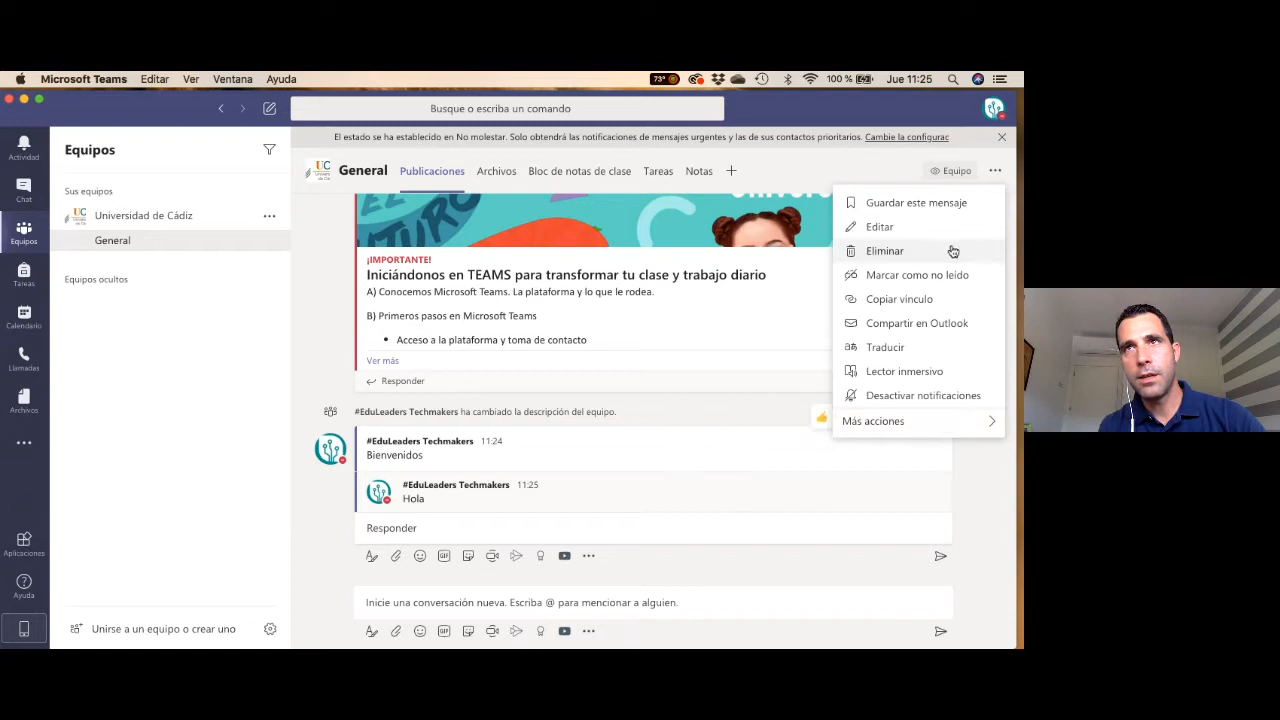 Microsoft Teams Editar Ver Ventana Ayuda 73° 100 % Jue 11:25
Busque o escriba un comando
El estado se ha establecido en No molestar. Solo obtendrá las notificaciones de mensajes urgentes y las de sus contactos prioritarios. Cambie la configurac
Actividad
Chat
Equipos
Tareas
Calendario
Llamadas
Archivos
Aplicaciones
Ayuda
Equipos
Sus equipos
Universidad de Cádiz
General
Equipos ocultos
Unirse a un equipo o crear uno
UC
General Publicaciones Archivos Bloc de notas de clase Tareas Notas Equipo
FUTURO
¡IMPORTANTE!
Iniciándonos en TEAMS para transformar tu clase y trabajo diario
A) Conocemos Microsoft Teams. La plataforma y lo que le rodea.
B) Primeros pasos en Microsoft Teams
• Acceso a la plataforma y toma de contacto
Ver más
Responder
#EduLeaders Techmakers ha cambiado la descripción del equipo.
#EduLeaders Techmakers 11:24
Bienvenidos
#EduLeaders Techmakers 11:25
Hola
Responder
GIF
Inicie una conversación nueva. Escriba @ para mencionar a alguien.
GIF
Guardar este mensaje
Editar
Eliminar
Marcar como no leido
Copiar vínculo
Compartir en Outlook
Traducir
Lector inmersivo
Desactivar notificaciones
Más acciones